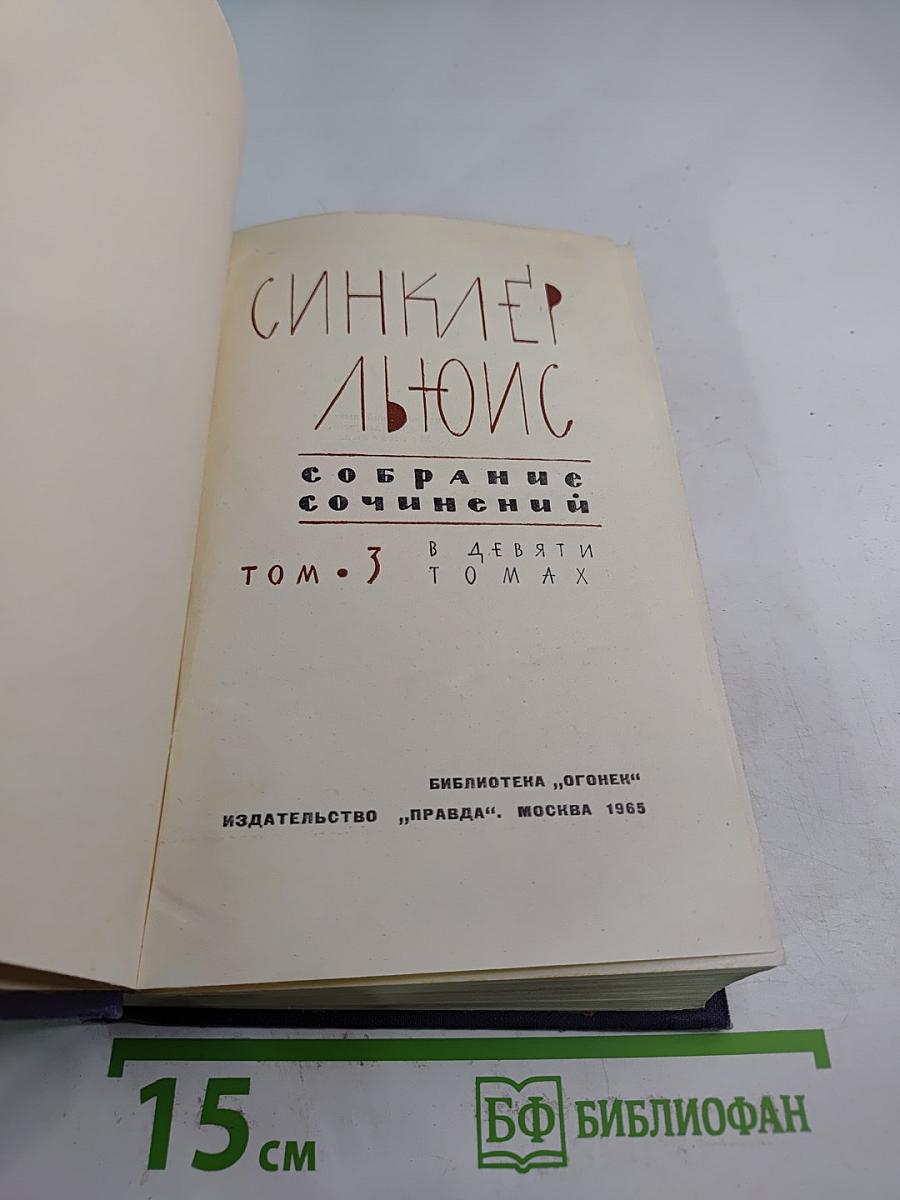 СИНКЛЕР
ЛЬЮИС
СОБРАНИЕ
СОЧИНЕНИЙ
ТОМ • 3
В ДЕВЯТИ
ТОМАХ
БИБЛИОТЕКА „ОГОНЕК“
ИЗДАТЕЛЬСТВО „ПРАВДА“. МОСКВА 1965
15 см
БФ БИБЛИОФАН